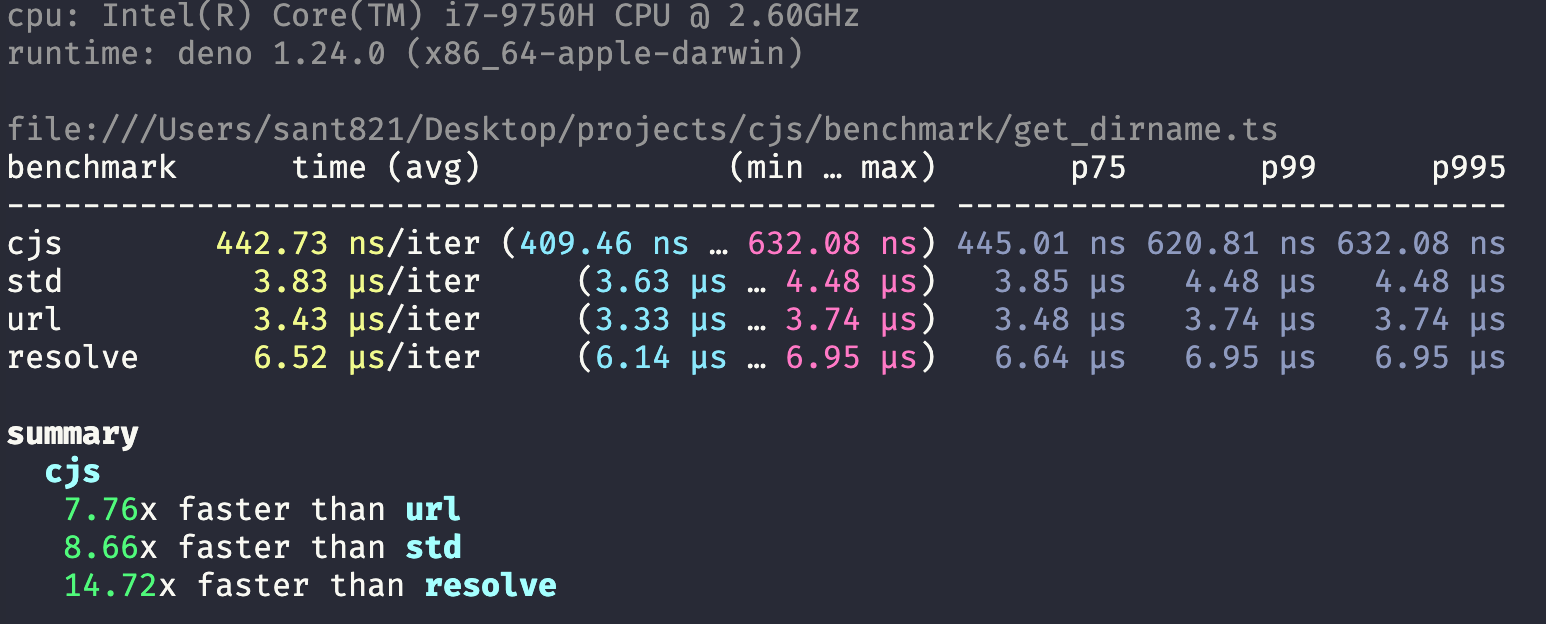 cpu: Intel(R) Core(TM) i7-9750H CPU @ 2.60GHz
runtime: deno 1.24.0 (x86_64-apple-darwin)
file:///Users/sant821/Desktop/projects/cjs/benchmark/get_dirname.ts
benchmark      time (avg)             (min … max)       p75       p99      p995
------------------------------------------------- -----------------------------
cjs        442.73 ns/iter (409.46 ns … 632.08 ns) 445.01 ns 620.81 ns 632.08 ns
std          3.83 µs/iter     (3.63 µs … 4.48 µs)   3.85 µs   4.48 µs   4.48 µs
url          3.43 µs/iter     (3.33 µs … 3.74 µs)   3.48 µs   3.74 µs   3.74 µs
resolve      6.52 µs/iter     (6.14 µs … 6.95 µs)   6.64 µs   6.95 µs   6.95 µs
summary
  cjs
   7.76x faster than url
   8.66x faster than std
   14.72x faster than resolve